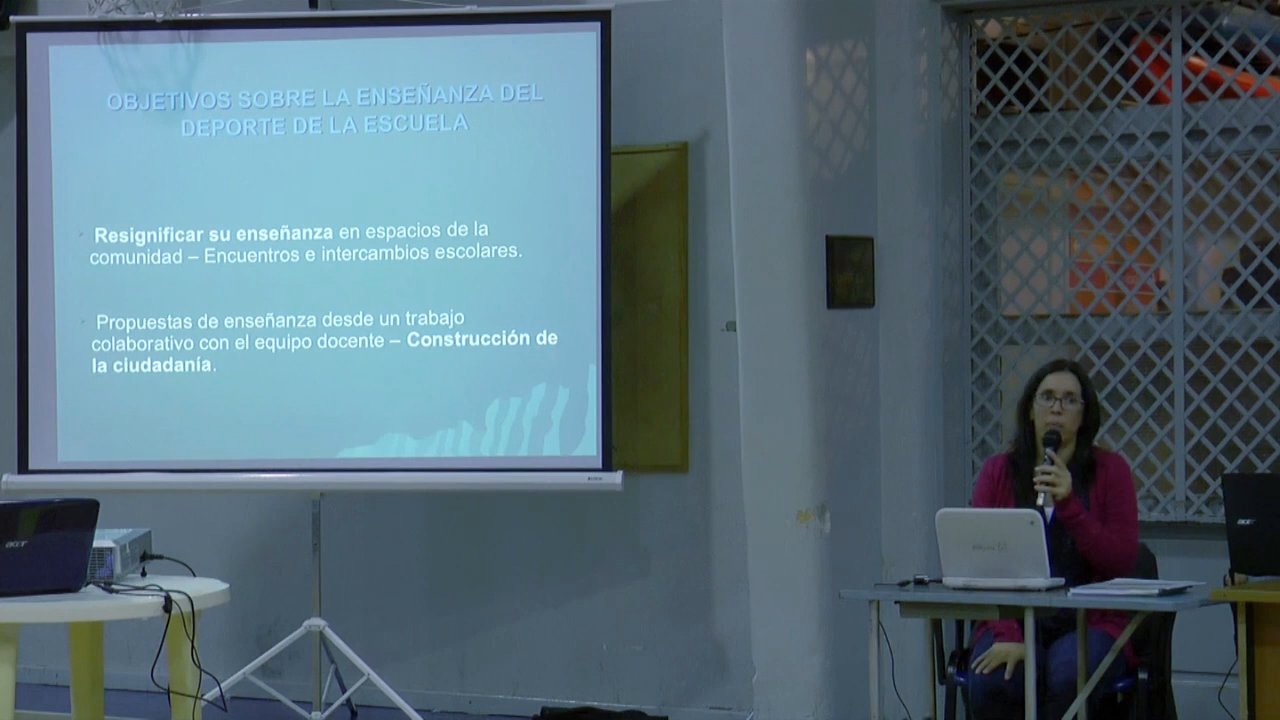 OBJETIVOS SOBRE LA ENSEÑANZA DEL
DEPORTE DE LA ESCUELA
Resignificar su enseñanza en espacios de la
comunidad – Encuentros e intercambios escolares.
Propuestas de enseñanza desde un trabajo
colaborativo con el equipo docente – Construcción de
la ciudadanía.
acer
acer